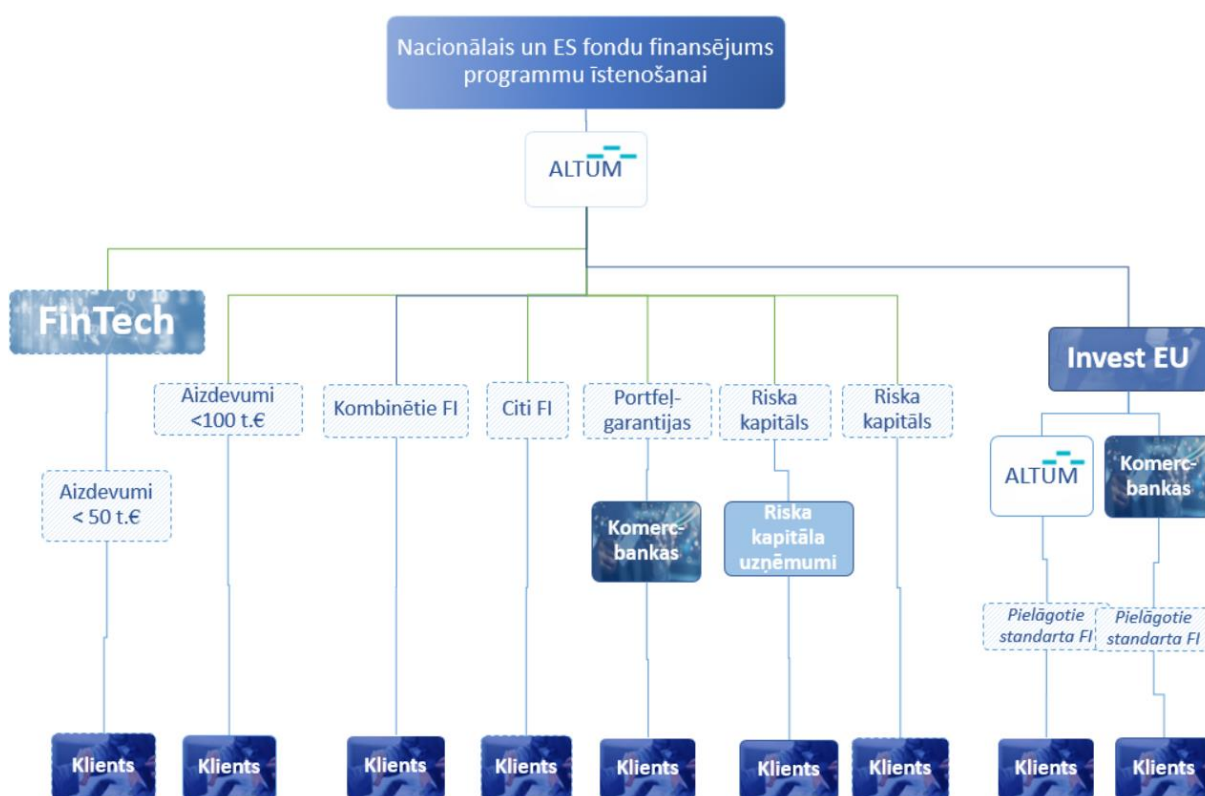 Nacionālais un ES fondu finansējums
programmu īstenošanai
ALTUM
FinTech
Invest EU
Aizdevumi
<100 t.€
Kombinētie FI
Citi FI
Portfeļ-
garantijas
Riska
kapitāls
Riska
kapitāls
ALTUM
Komerc-
bankas
Aizdevumi
< 50 t.€
Komerc-
bankas
Riska
kapitāla
uzņēmumi
Pielāgotie
standarta FI
Pielāgotie
standarta FI
Klients
Klients
Klients
Klients
Klients
Klients
Klients
Klients
Klients